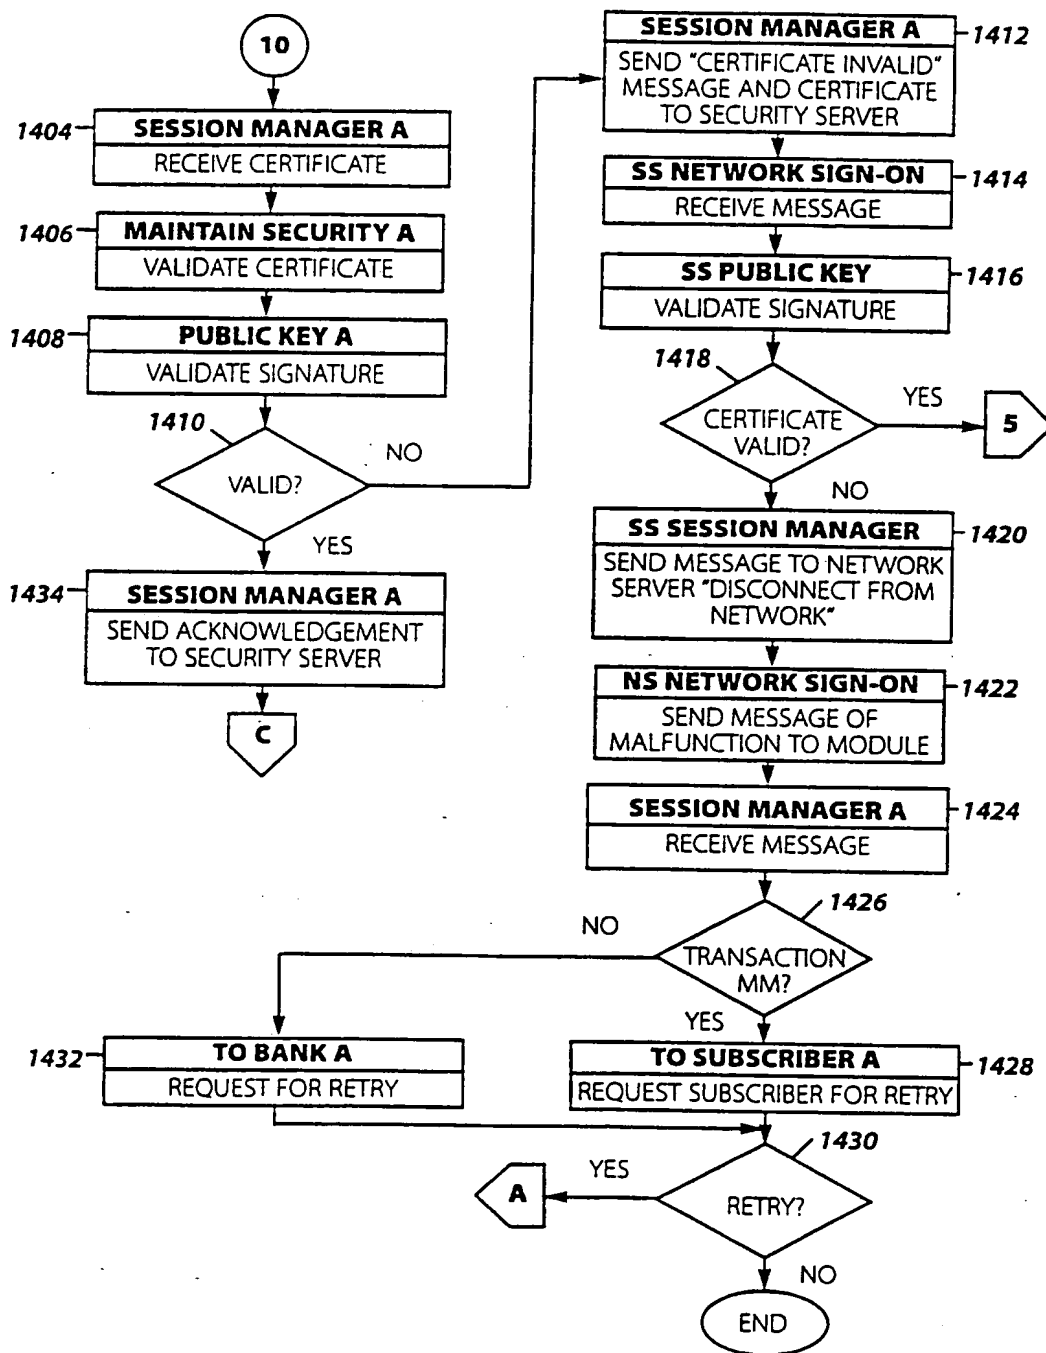 10
1404
SESSION MANAGER A
RECEIVE CERTIFICATE
1406
MAINTAIN SECURITY A
VALIDATE CERTIFICATE
1408
PUBLIC KEY A
VALIDATE SIGNATURE
1410
VALID?
NO
YES
1434
SESSION MANAGER A
SEND ACKNOWLEDGEMENT
TO SECURITY SERVER
C
SESSION MANAGER A
1412
SEND "CERTIFICATE INVALID"
MESSAGE AND CERTIFICATE
TO SECURITY SERVER
SS NETWORK SIGN-ON
1414
RECEIVE MESSAGE
SS PUBLIC KEY
1416
VALIDATE SIGNATURE
1418
CERTIFICATE
VALID?
YES
5
NO
SS SESSION MANAGER
1420
SEND MESSAGE TO NETWORK
SERVER "DISCONNECT FROM
NETWORK"
NS NETWORK SIGN-ON
1422
SEND MESSAGE OF
MALFUNCTION TO MODULE
SESSION MANAGER A
1424
RECEIVE MESSAGE
1426
TRANSACTION
MM?
NO
YES
1432
TO BANK A
REQUEST FOR RETRY
TO SUBSCRIBER A
1428
REQUEST SUBSCRIBER FOR RETRY
1430
RETRY?
YES
A
NO
END